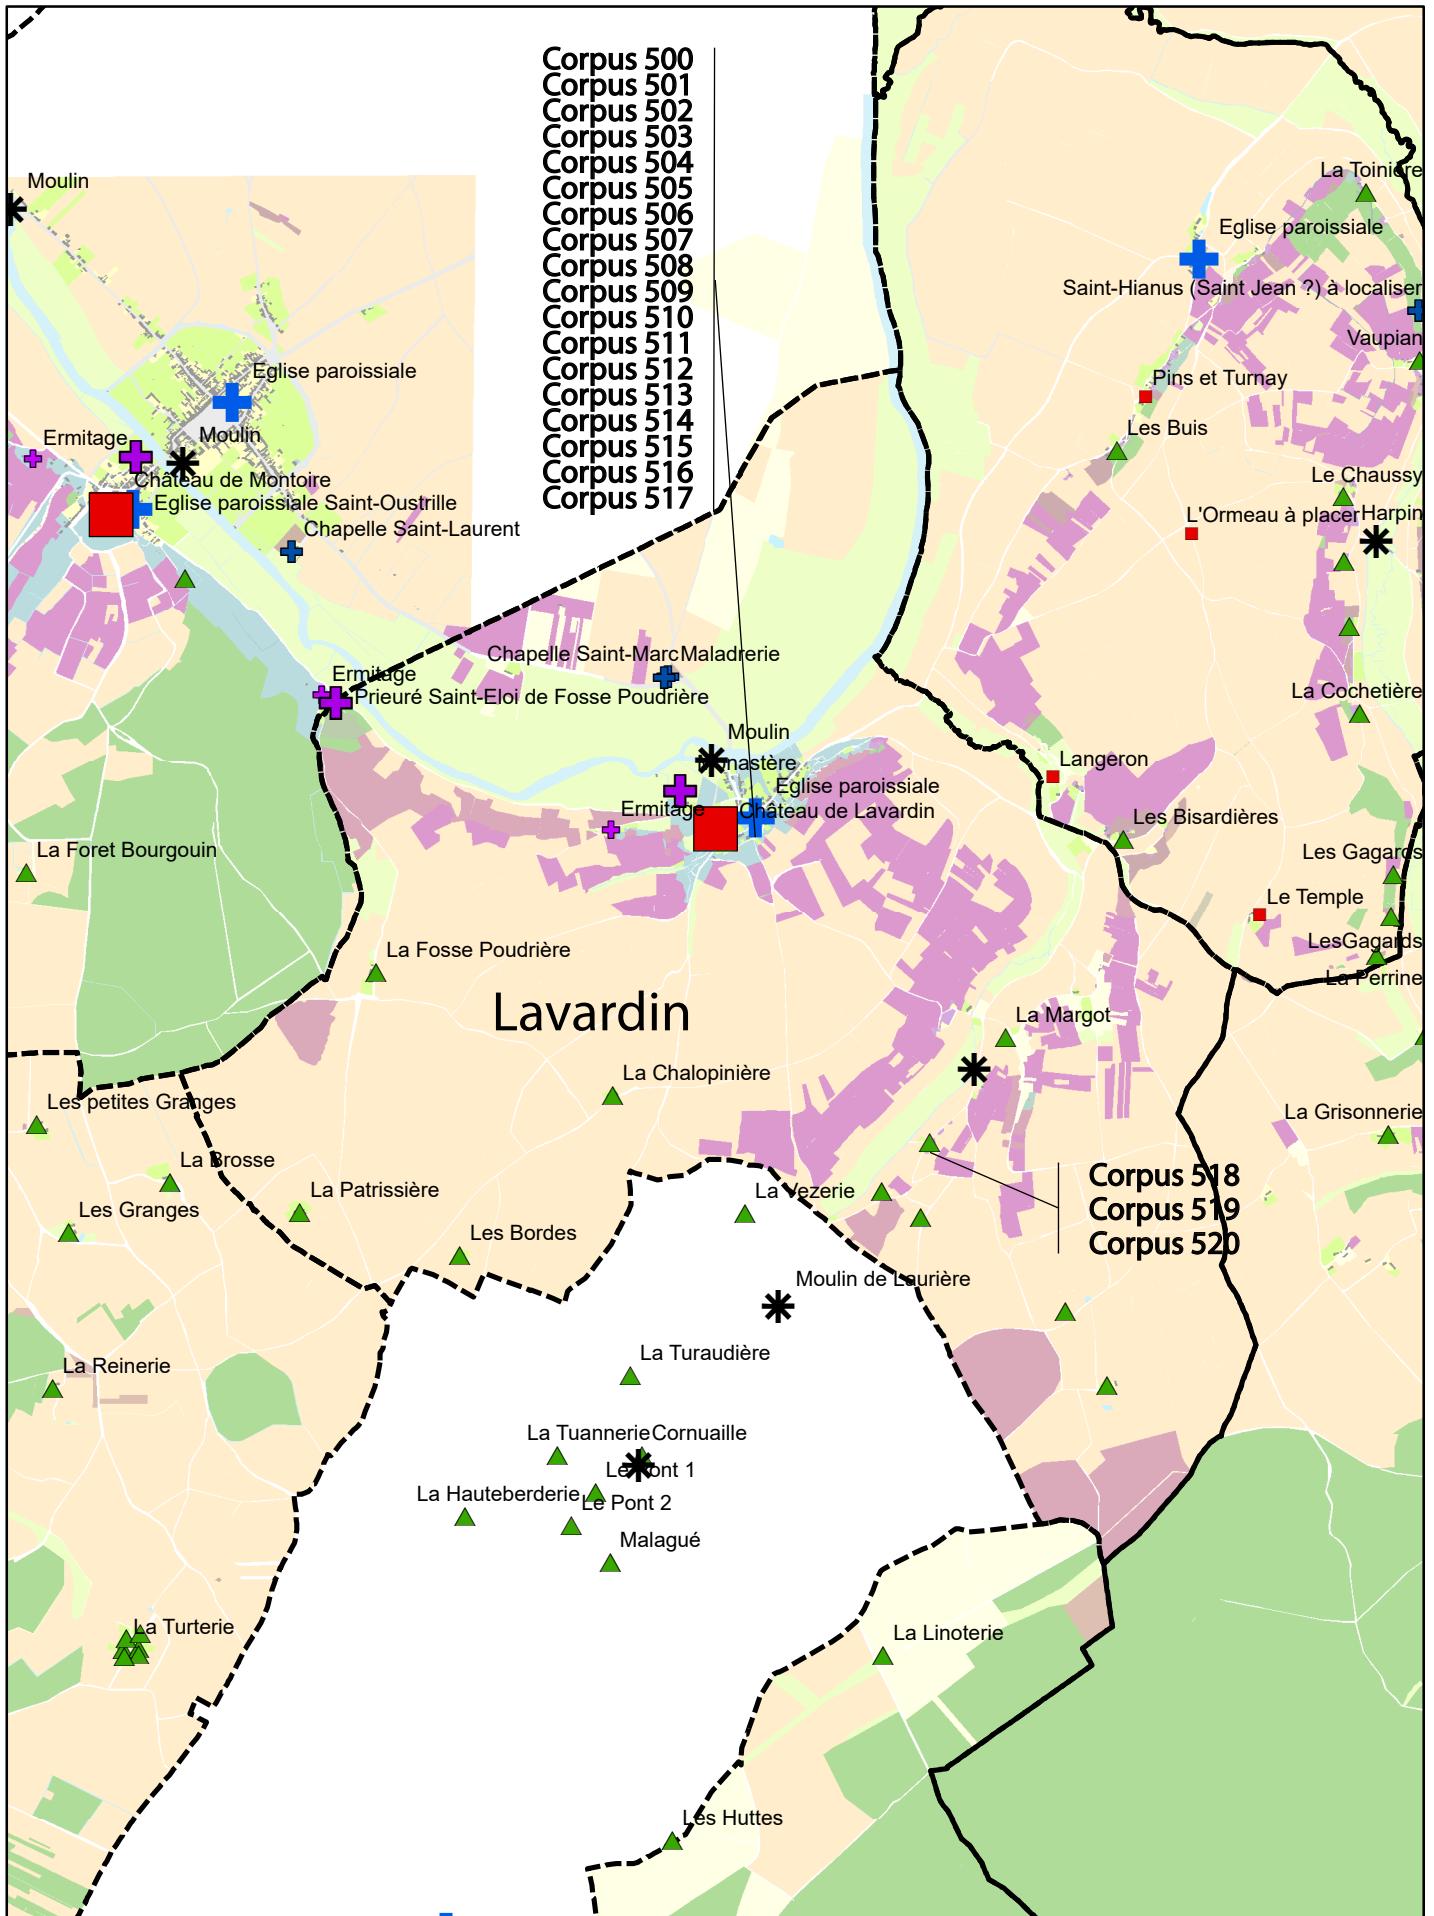 Corpus 500
Corpus 501
Corpus 502
Corpus 503
Corpus 504
Corpus 505
Corpus 506
Corpus 507
Corpus 508
Corpus 509
Corpus 510
Corpus 511
Corpus 512
Corpus 513
Corpus 514
Corpus 515
Corpus 516
Corpus 517
Moulin
La Toinière
Eglise paroissiale
Saint-Hianus (Saint Jean ?) à localiser
Vaupian
Eglise paroissiale
Pins et Turnay
Ermitage
Moulin
Les Buis
Château de Montoire
Le Chaussy
Eglise paroissiale Saint-Oustrille
L'Ormeau à placer
Harpin
Chapelle Saint-Laurent
Chapelle Saint-Marc
Maladrerie
Ermitage
Prieuré Saint-Eloi de Fosse Poudrière
La Cochetière
Moulin
Langeron
Eglise paroissiale
Ermitage
Château de Lavardin
Les Bisardières
La Foret Bourgouin
Les Gagards
Le Temple
La Fosse Poudrière
LesGagards
La Perrine
Lavardin
La Margot
La Chalopinière
Les petites Granges
La Grisonnerie
La Brosse
Corpus 518
La Patrissière
La Vezerie
Les Granges
Corpus 519
Les Bordes
Corpus 520
Moulin de Laurière
La Turaudière
La Reinerie
La Tuannerie
Cornuaille
Le Pont 1
La Hauteberderie
Le Pont 2
Malagué
La Turterie
La Linoterie
Les Huttes